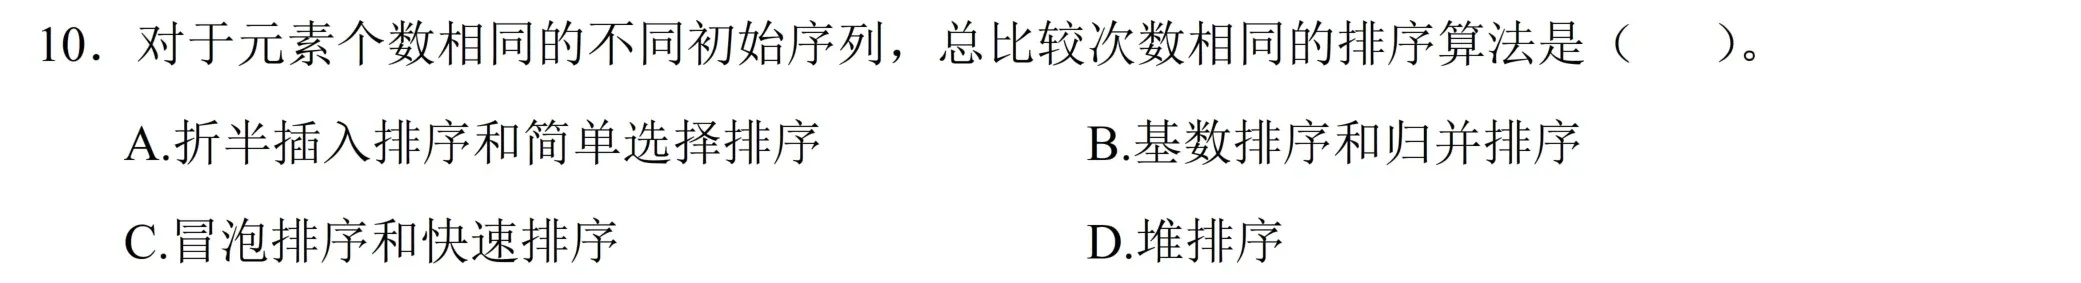 10．对于元素个数相同的不同初始序列，总比较次数相同的排序算法是（　　）。
A.折半插入排序和简单选择排序　　B.基数排序和归并排序
C.冒泡排序和快速排序　　D.堆排序